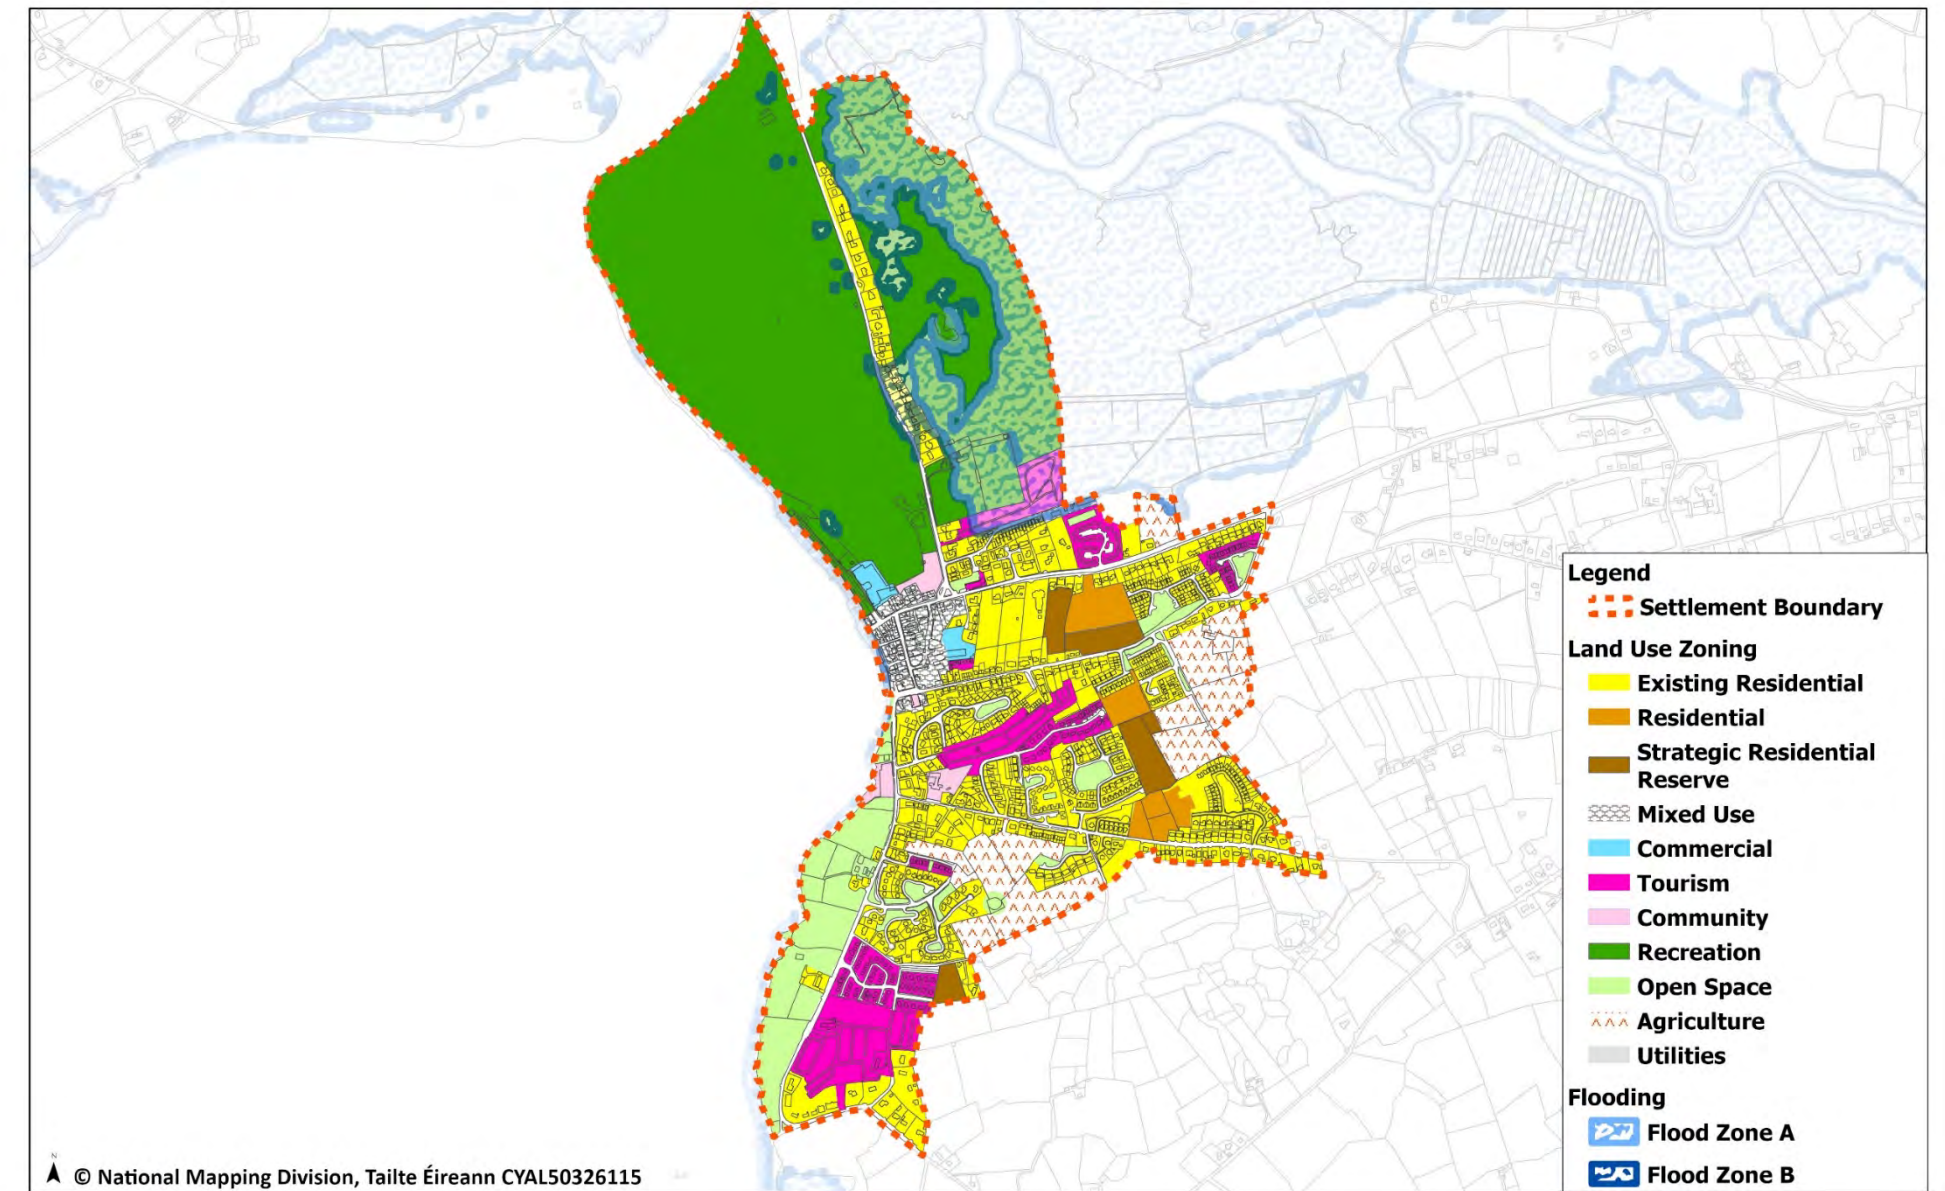 Legend
Settlement Boundary
Land Use Zoning
Existing Residential
Residential
Strategic Residential
Reserve
Mixed Use
Commercial
Tourism
Community
Recreation
Open Space
Agriculture
Utilities
Flooding
Flood Zone A
Flood Zone B
N
© National Mapping Division, Tailte Éireann CYAL50326115